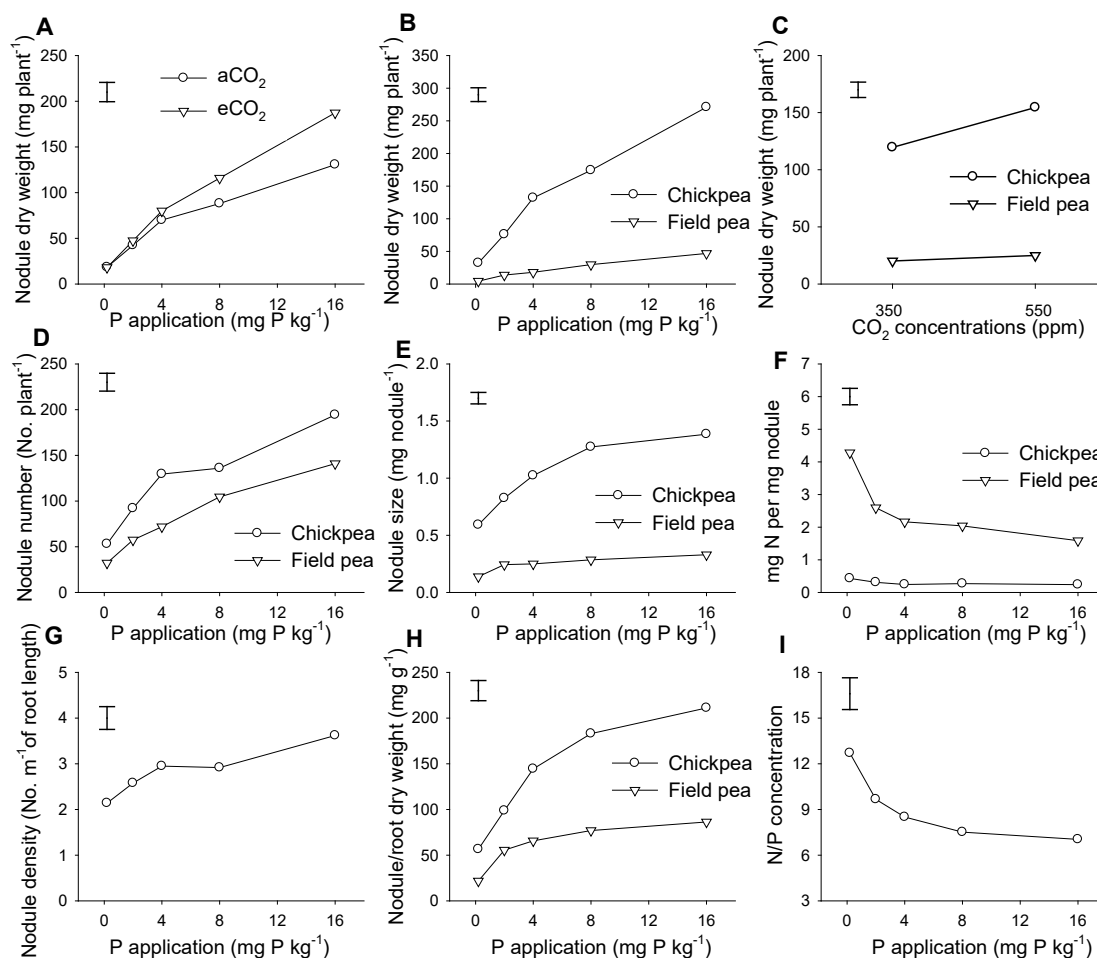 A
Nodule dry weight (mg plant⁻¹)
250
200
150
100
50
0
aCO₂
eCO₂
0 4 8 12 16
P application (mg P kg⁻¹)
B
Nodule dry weight (mg plant⁻¹)
350
300
250
200
150
100
50
0
Chickpea
Field pea
0 4 8 12 16
P application (mg P kg⁻¹)
C
Nodule dry weight (mg plant⁻¹)
200
150
100
50
0
Chickpea
Field pea
350 550
CO₂ concentrations (ppm)
D
Nodule number (No. plant⁻¹)
250
200
150
100
50
0
Chickpea
Field pea
0 4 8 12 16
P application (mg P kg⁻¹)
E
Nodule size (mg nodule⁻¹)
2.0
1.5
1.0
0.5
0.0
Chickpea
Field pea
0 4 8 12 16
P application (mg P kg⁻¹)
F
mg N per mg nodule
7
6
5
4
3
2
1
0
Chickpea
Field pea
0 4 8 12 16
P application (mg P kg⁻¹)
G
Nodule density (No. m⁻¹of root length)
5
4
3
2
1
0
0 4 8 12 16
P application (mg P kg⁻¹)
H
Nodule/root dry weight (mg g⁻¹)
250
200
150
100
50
0
Chickpea
Field pea
0 4 8 12 16
P application (mg P kg⁻¹)
I
N/P concentration
18
15
12
9
6
3
0 4 8 12 16
P application (mg P kg⁻¹)